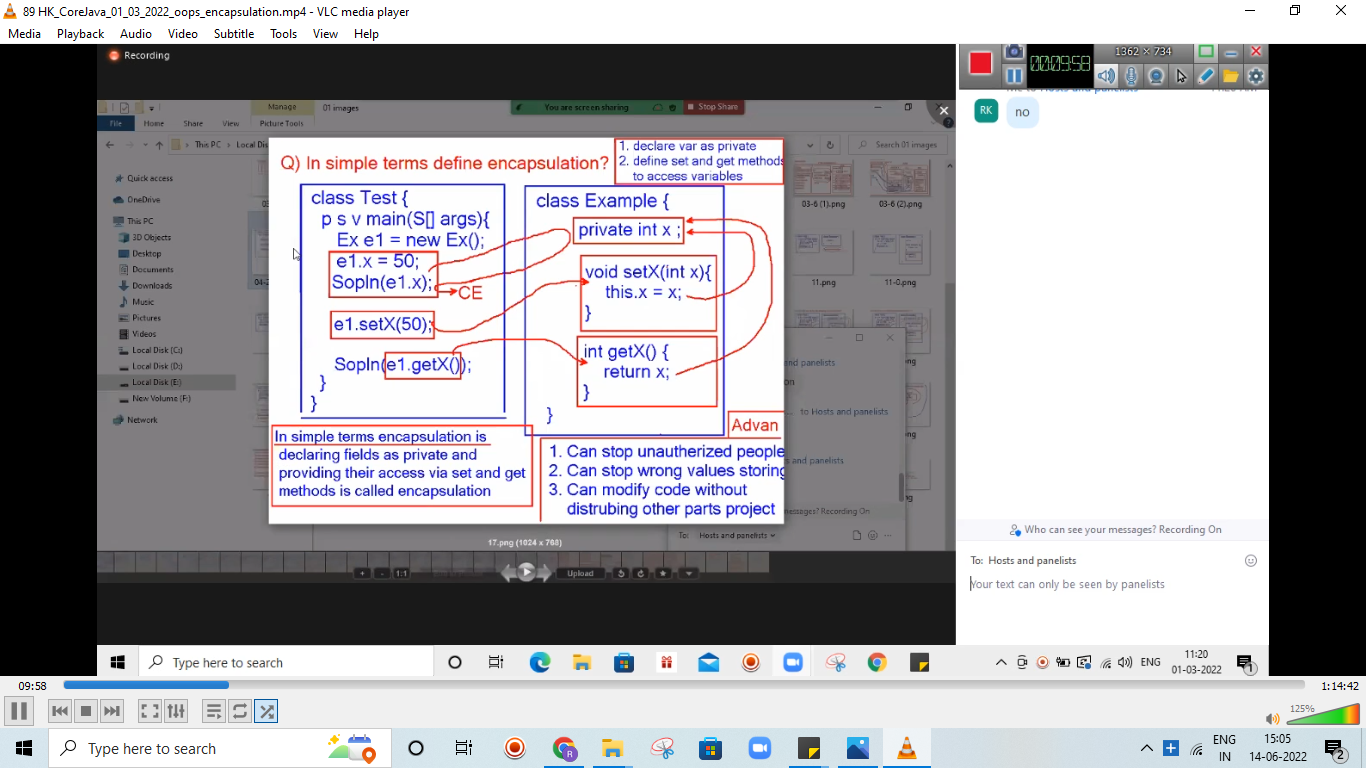 89 HK_CoreJava_01_03_2022_oops_encapsulation.mp4 - VLC media player
Media Playback Audio Video Subtitle Tools View Help
Recording
Manage 01 images
You are screen sharing Stop Share
File Home Share View Picture Tools
This PC Local Dis
Search 01 images
Quick access
OneDrive
This PC
3D Objects
Desktop
Documents
Downloads
Music
Pictures
Videos
Local Disk (C:)
Local Disk (D:)
Local Disk (E:)
New Volume (F:)
Network
03-6 (1).png 03-6 (2).png
11.png 11-0.png
Q) In simple terms define encapsulation?
1. declare var as private
2. define set and get methods
to access variables
class Test {
p s v main(S[] args){
Ex e1 = new Ex();
e1.x = 50;
Sopln(e1.x);
CE
e1.setX(50);
Sopln(e1.getX());
}
}
class Example {
private int x ;
void setX(int x){
this.x = x;
}
int getX() {
return x;
}
}
In simple terms encapsulation is
declaring fields as private and
providing their access via set and get
methods is called encapsulation
Advan
1. Can stop unautherized people
2. Can stop wrong values storing
3. Can modify code without
distrubing other parts project
to Hosts and panelists
and panelists
messages? Recording On
To: Hosts and panelists
17.png (1024 x 768)
+ - 1:1 Upload
1362 × 734
00:09:58
RK no
Who can see your messages? Recording On
To: Hosts and panelists
Your text can only be seen by panelists
Type here to search
ENG
11:20
01-03-2022
1
09:58 1:14:42
125%
Type here to search
ENG
IN
15:05
14-06-2022
2